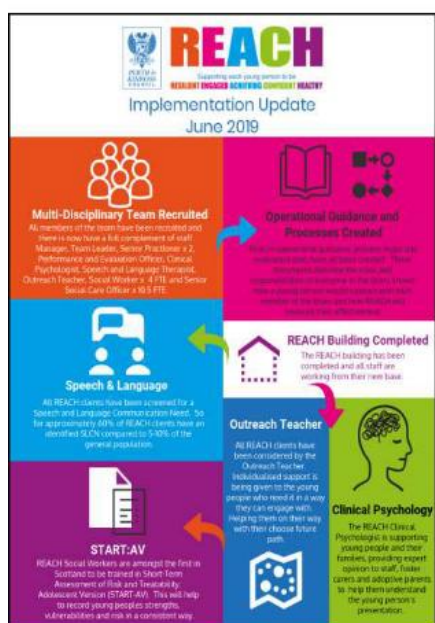 PERTH &
KINROSS
COUNCIL
REACH
Supporting each young person to be
RESILIENT ENGAGED ACHIEVING CONFIDENT HEALTHY
Implementation Update
June 2019
Multi-Disciplinary Team Recruited
All members of the team have been recruited and
there is now have a full complement of staff
Manager, Team Leader, Senior Practitioner x 2,
Performance and Evaluation Officer, Clinical
Psychologist, Speech and Language Therapist,
Outreach Teacher, Social Worker x 4 FTE and Senior
Social Care Officer x 10.5 FTE
Operational Guidance and
Processes Created
REACH Building Completed
The REACH building has been
completed and all staff are
working from their new base.
Speech & Language
All REACH clients have been screened for a
Speech and Language Communication Need. So
far approximately 60% of REACH clients have an
identified SLCN compared to 5-10% of the
general population.
Outreach Teacher
All REACH clients have
been considered by the
Outreach Teacher.
Individualised support is
being given to the young
people who need it in a way
they can engage with.
Helping them on their way
with their choose future
path.
Clinical Psychology
The REACH Clinical
Psychologist is supporting
young people and their
families, providing expert
opinion to staff, foster
carers and adoptive parents
to help them understand
the young person's
presentation.
START:AV
REACH Social Workers are amongst the first in
Scotland to be trained in Short-Term
Assessment of Risk and Treatability:
Adolescent Version (START-AV). This will help
to record young peoples strengths,
vulnerabilities and risk in a consistent way.